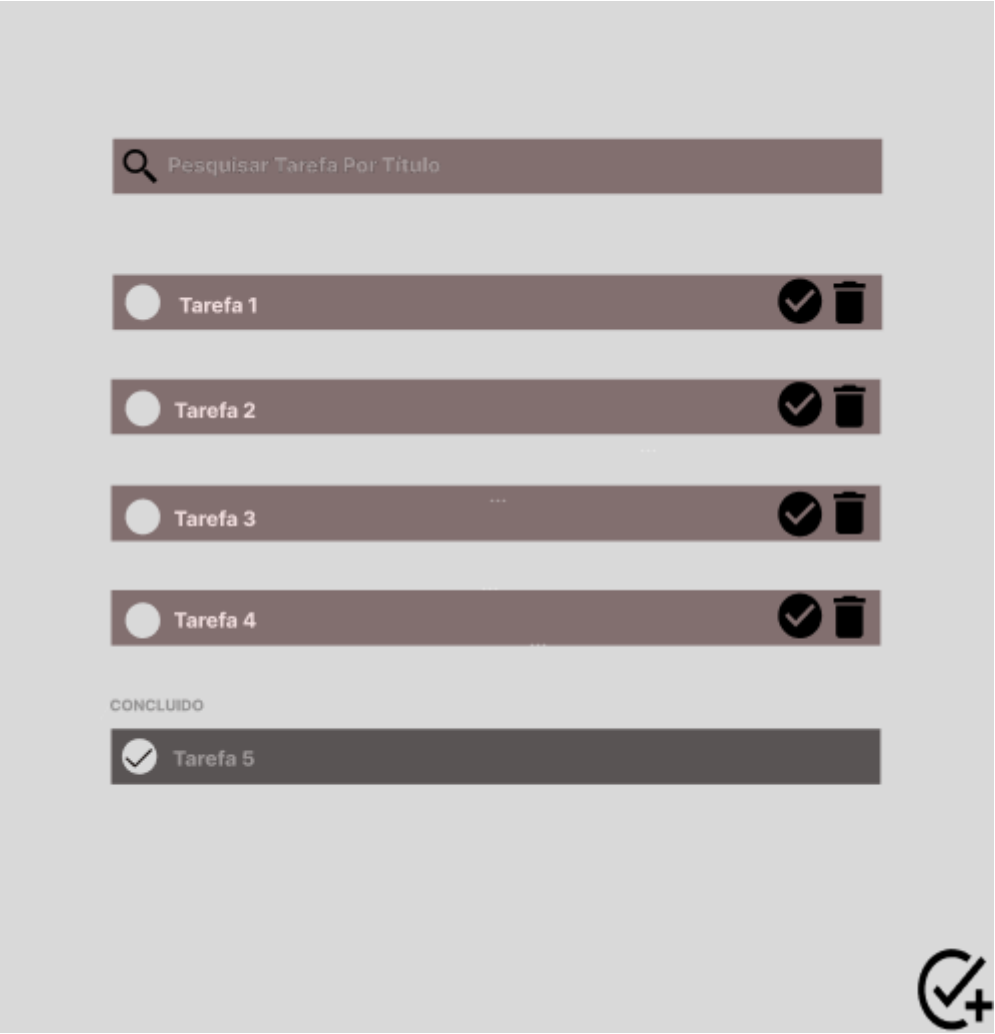 Pesquisar Tarefa Por Título
Tarefa 1
Tarefa 2
...
...
Tarefa 3
...
Tarefa 4
...
CONCLUIDO
Tarefa 5